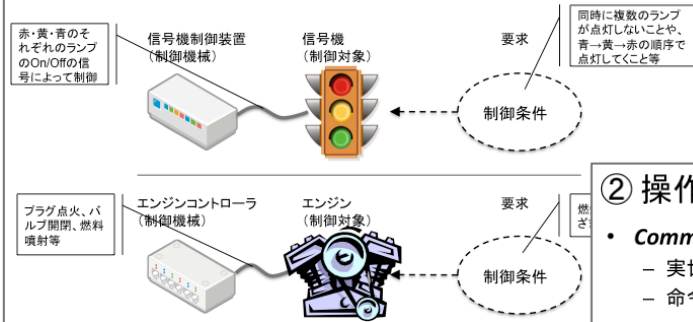 赤・黄・青のそ
れぞれのランプ
のOn/Offの信
号によって制御
信号機制御装置
(制御機械)
信号機
(制御対象)
要求
同時に複数のランプ
が点灯しないことや、
青→黄→赤の順序で
点灯してくこと等
制御条件
プラグ点火、バ
ルブ開閉、燃料
噴射等
エンジンコントローラ
(制御機械)
エンジン
(制御対象)
要求
制御条件
② 操作
• Comm
– 実世
– 命令